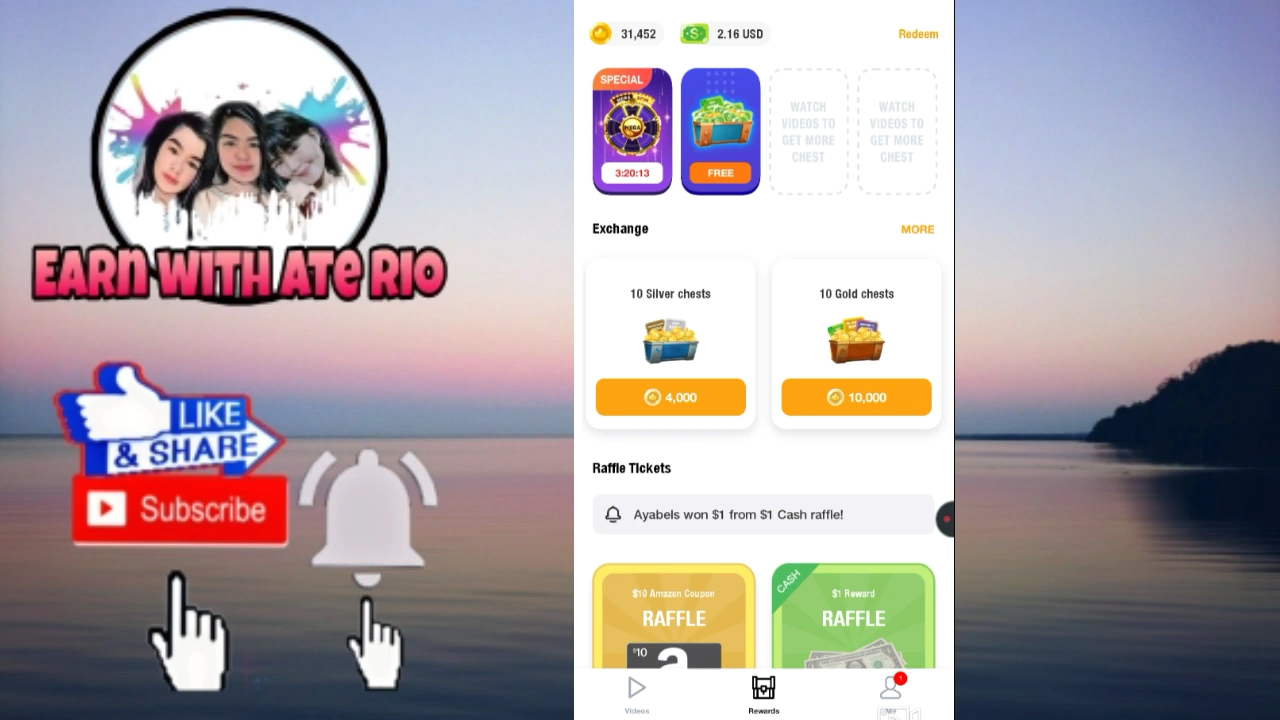 EARN WITH ATE RIO
LIKE
& SHARE
Subscribe
31,452
2.16 USD
Redeem
SPECIAL
MEGA
3:20:13
FREE
WATCH
VIDEOS TO
GET MORE
CHEST
WATCH
VIDEOS TO
GET MORE
CHEST
Exchange
MORE
10 Silver chests
10 Gold chests
4,000
10,000
Raffle Tickets
Ayabels won $1 from $1 Cash raffle!
$10 Amazon Coupon
RAFFLE
$10
a
CASH
$1 Reward
RAFFLE
Videos
Rewards
1
Me